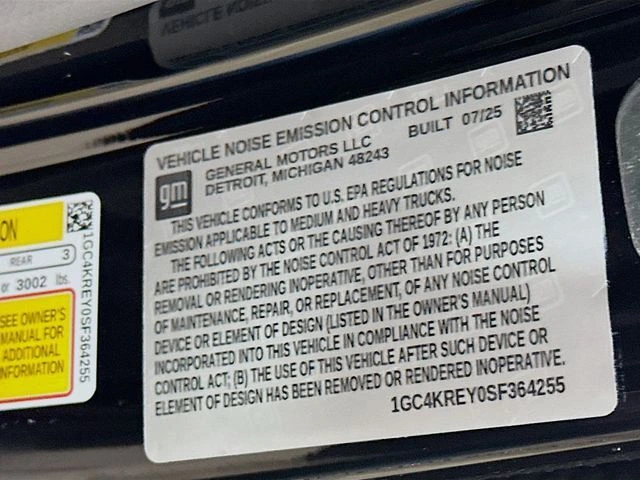 VEHICLE NOISE EMISSION CONTROL INFORMATION
gm
GENERAL MOTORS LLC BUILT 07/25
DETROIT, MICHIGAN 48243
THIS VEHICLE CONFORMS TO U.S. EPA REGULATIONS FOR NOISE
EMISSION APPLICABLE TO MEDIUM AND HEAVY TRUCKS.
THE FOLLOWING ACTS OR THE CAUSING THEREOF BY ANY PERSON
ARE PROHIBITED BY THE NOISE CONTROL ACT OF 1972: (A) THE
REMOVAL OR RENDERING INOPERATIVE, OTHER THAN FOR PURPOSES
OF MAINTENANCE, REPAIR, OR REPLACEMENT, OF ANY NOISE CONTROL
DEVICE OR ELEMENT OF DESIGN (LISTED IN THE OWNER'S MANUAL)
INCORPORATED INTO THIS VEHICLE IN COMPLIANCE WITH THE NOISE
CONTROL ACT; (B) THE USE OF THIS VEHICLE AFTER SUCH DEVICE OR
ELEMENT OF DESIGN HAS BEEN REMOVED OR RENDERED INOPERATIVE.
1GC4KREY0SF364255
ON
REAR 3
or 3002 lbs.
SEE OWNER'S
MANUAL FOR
ADDITIONAL
INFORMATION
1GC4KREY0SF364255